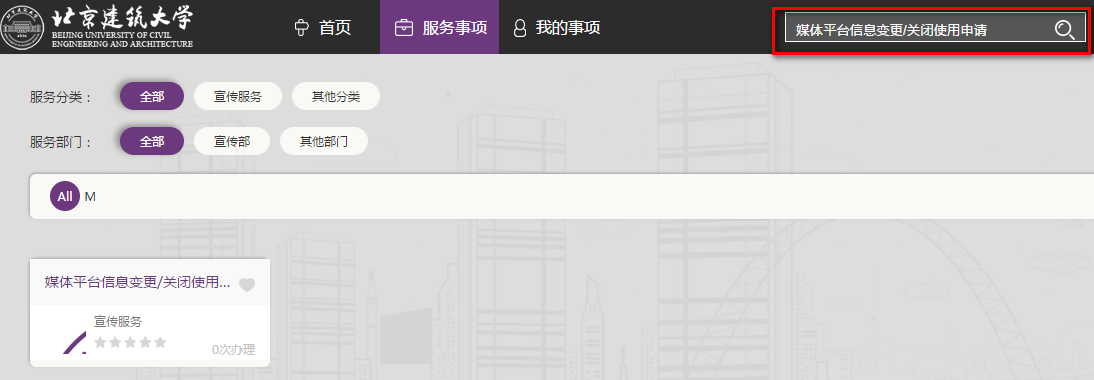 北京建筑大学
BEIJING UNIVERSITY OF CIVIL
ENGINEERING AND ARCHITECTURE
首页
服务事项
我的事项
媒体平台信息变更/关闭使用申请
服务分类： 全部 宣传服务 其他分类
服务部门： 全部 宣传部 其他部门
All M
媒体平台信息变更/关闭使用...
宣传服务
0次办理